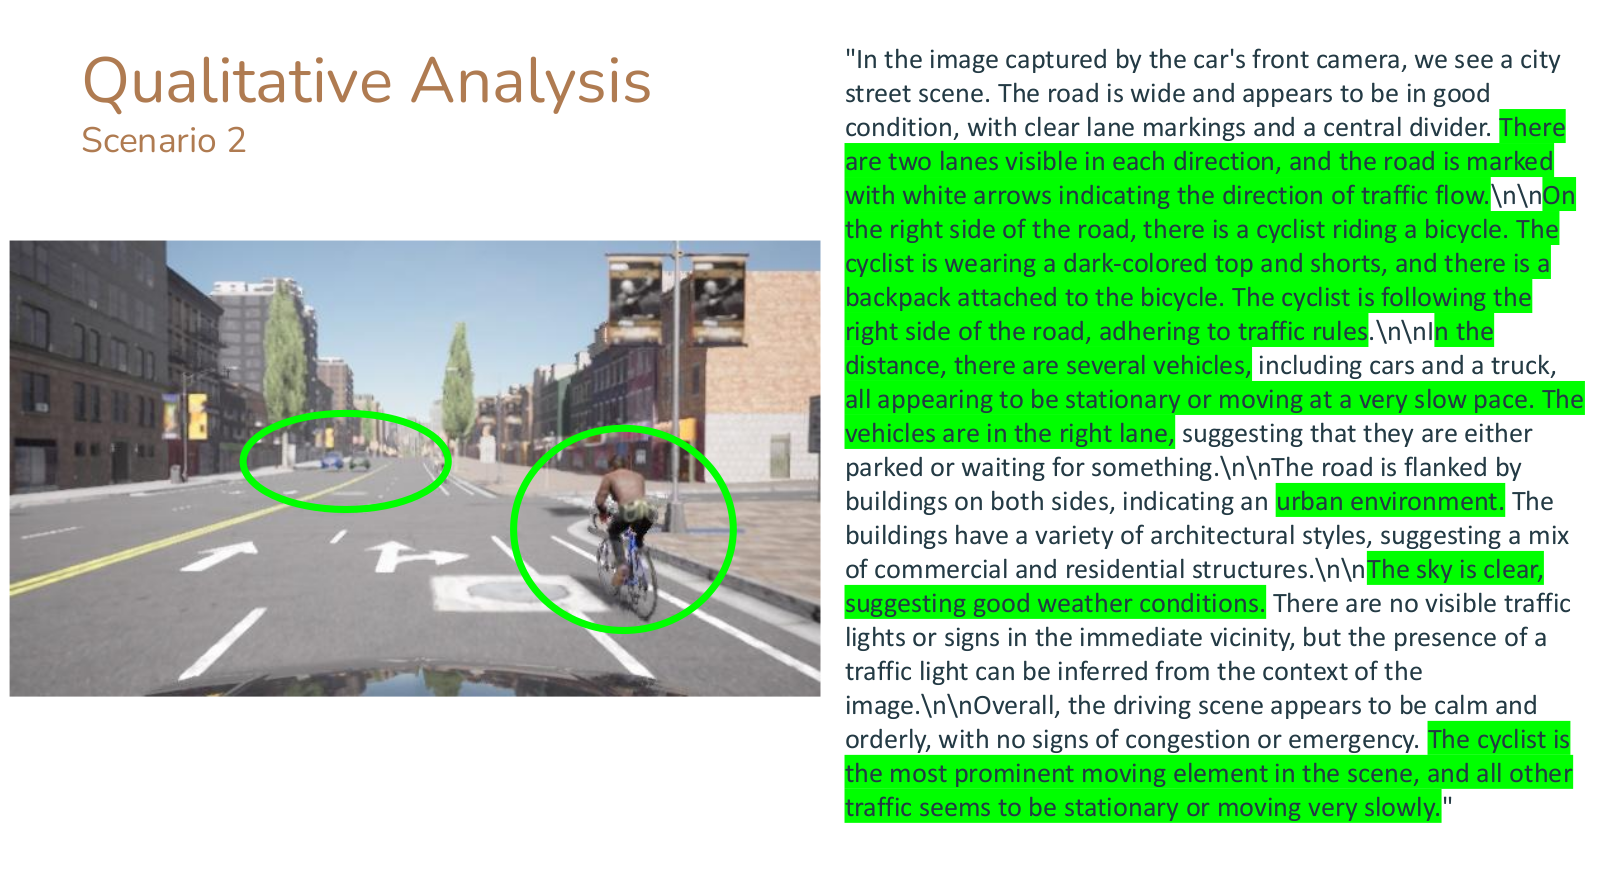 Qualitative Analysis
Scenario 2
"In the image captured by the car's front camera, we see a city
street scene. The road is wide and appears to be in good
condition, with clear lane markings and a central divider. There
are two lanes visible in each direction, and the road is marked
with white arrows indicating the direction of traffic flow.\n\nOn
the right side of the road, there is a cyclist riding a bicycle. The
cyclist is wearing a dark-colored top and shorts, and there is a
backpack attached to the bicycle. The cyclist is following the
right side of the road, adhering to traffic rules.\n\nIn the
distance, there are several vehicles, including cars and a truck,
all appearing to be stationary or moving at a very slow pace. The
vehicles are in the right lane, suggesting that they are either
parked or waiting for something.\n\nThe road is flanked by
buildings on both sides, indicating an urban environment. The
buildings have a variety of architectural styles, suggesting a mix
of commercial and residential structures.\n\nThe sky is clear,
suggesting good weather conditions. There are no visible traffic
lights or signs in the immediate vicinity, but the presence of a
traffic light can be inferred from the context of the
image.\n\nOverall, the driving scene appears to be calm and
orderly, with no signs of congestion or emergency. The cyclist is
the most prominent moving element in the scene, and all other
traffic seems to be stationary or moving very slowly."